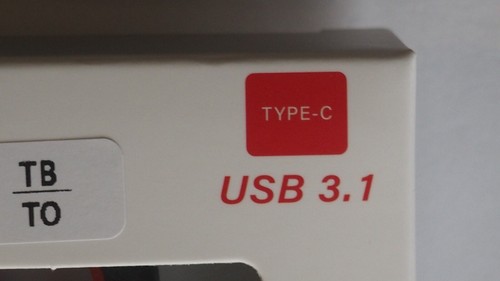 TYPE-C
USB 3.1
TB
TO